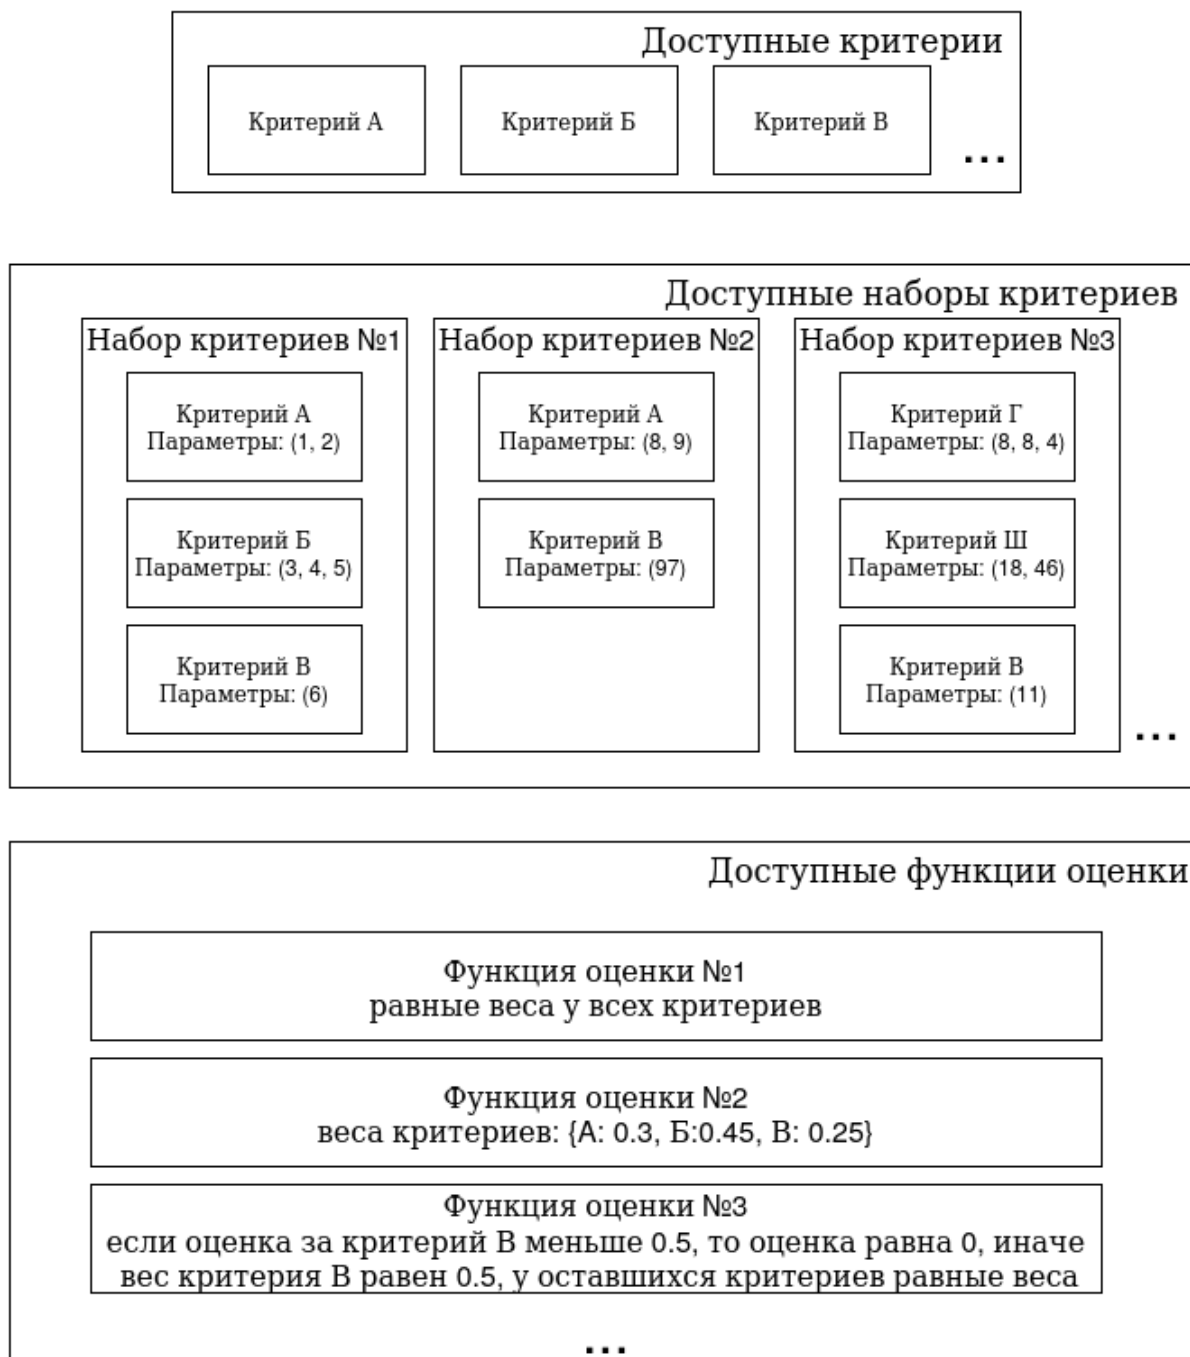 Доступные критерии
Критерий А
Критерий Б
Критерий В
...
Доступные наборы критериев
Набор критериев №1
Критерий А
Параметры: (1, 2)
Критерий Б
Параметры: (3, 4, 5)
Критерий В
Параметры: (6)
Набор критериев №2
Критерий А
Параметры: (8, 9)
Критерий В
Параметры: (97)
Набор критериев №3
Критерий Г
Параметры: (8, 8, 4)
Критерий Ш
Параметры: (18, 46)
Критерий В
Параметры: (11)
...
Доступные функции оценки
Функция оценки №1
равные веса у всех критериев
Функция оценки №2
веса критериев: {А: 0.3, Б:0.45, В: 0.25}
Функция оценки №3
если оценка за критерий В меньше 0.5, то оценка равна 0, иначе
вес критерия В равен 0.5, у оставшихся критериев равные веса
...